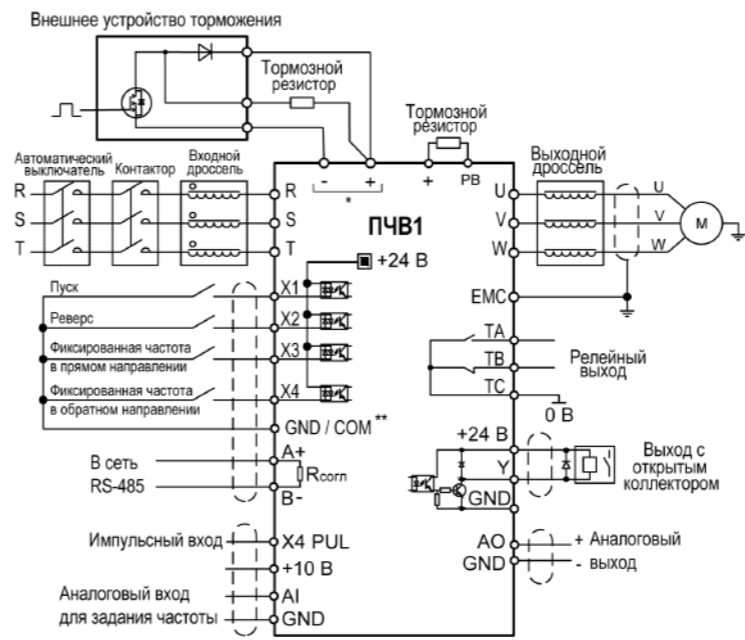 Внешнее устройство торможения
Тормозной
резистор
Тормозной
резистор
Автоматический
выключатель
Контактор
Входной
дроссель
Выходной
дроссель
- +
*
+ PB
ПЧВ1
R R
S S
T T
U U
V V
W W
M
+24 В
EMC
Пуск X1
Реверс X2
Фиксированная частота
в прямом направлении
X3
Фиксированная частота
в обратном направлении
X4
GND / COM **
TA
TB
TC
Релейный
выход
0 В
В сеть
RS-485
A+
Rсогл
B-
+24 В
Y
GND
Выход с
открытым
коллектором
Импульсный вход X4 PUL
+10 В
Аналоговый вход
для задания частоты
AI
GND
AO + Аналоговый
GND - выход